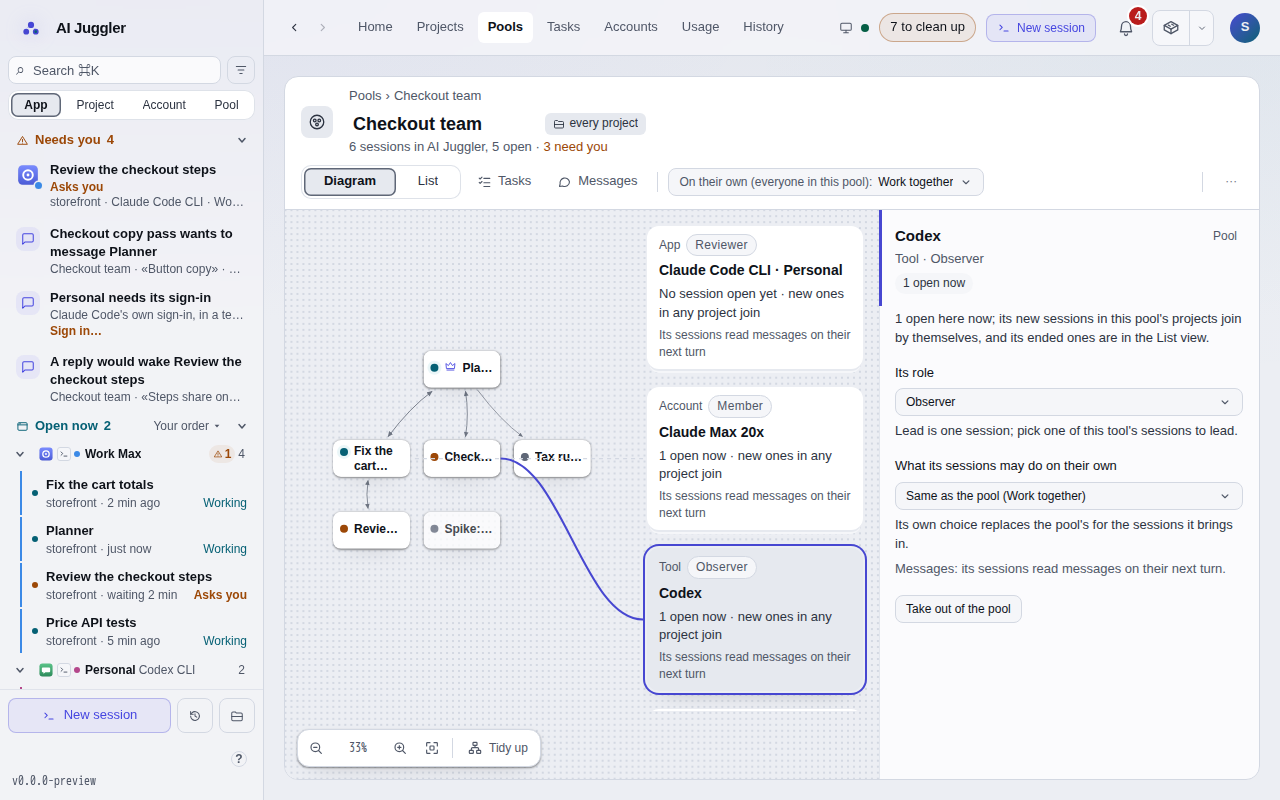 AI Juggler
Search ⌘K
App Project Account Pool
Needs you 4
Review the checkout steps
Asks you
storefront · Claude Code CLI · Wo…
Checkout copy pass wants to
message Planner
Checkout team · «Button copy» · …
Personal needs its sign-in
Claude Code's own sign-in, in a te…
Sign in…
A reply would wake Review the
checkout steps
Checkout team · «Steps share on…
Open now 2 Your order
Work Max 1 4
Fix the cart totals
storefront · 2 min ago Working
Planner
storefront · just now Working
Review the checkout steps
storefront · waiting 2 min Asks you
Price API tests
storefront · 5 min ago Working
Personal Codex CLI 2
New session
?
v0.0.0-preview
Home Projects Pools Tasks Accounts Usage History
7 to clean up
New session
4
S
Pools › Checkout team
Checkout team every project
6 sessions in AI Juggler, 5 open · 3 need you
Diagram List Tasks Messages
On their own (everyone in this pool): Work together
Pla…
Fix the
cart…
Check…
Tax ru…
Revie…
Spike:…
App Reviewer
Claude Code CLI · Personal
No session open yet · new ones
in any project join
Its sessions read messages on their
next turn
Account Member
Claude Max 20x
1 open now · new ones in any
project join
Its sessions read messages on their
next turn
Tool Observer
Codex
1 open now · new ones in any
project join
Its sessions read messages on their
next turn
33% Tidy up
Codex Pool
Tool · Observer
1 open now
1 open here now; its new sessions in this pool's projects join
by themselves, and its ended ones are in the List view.
Its role
Observer
Lead is one session; pick one of this tool's sessions to lead.
What its sessions may do on their own
Same as the pool (Work together)
Its own choice replaces the pool's for the sessions it brings
in.
Messages: its sessions read messages on their next turn.
Take out of the pool